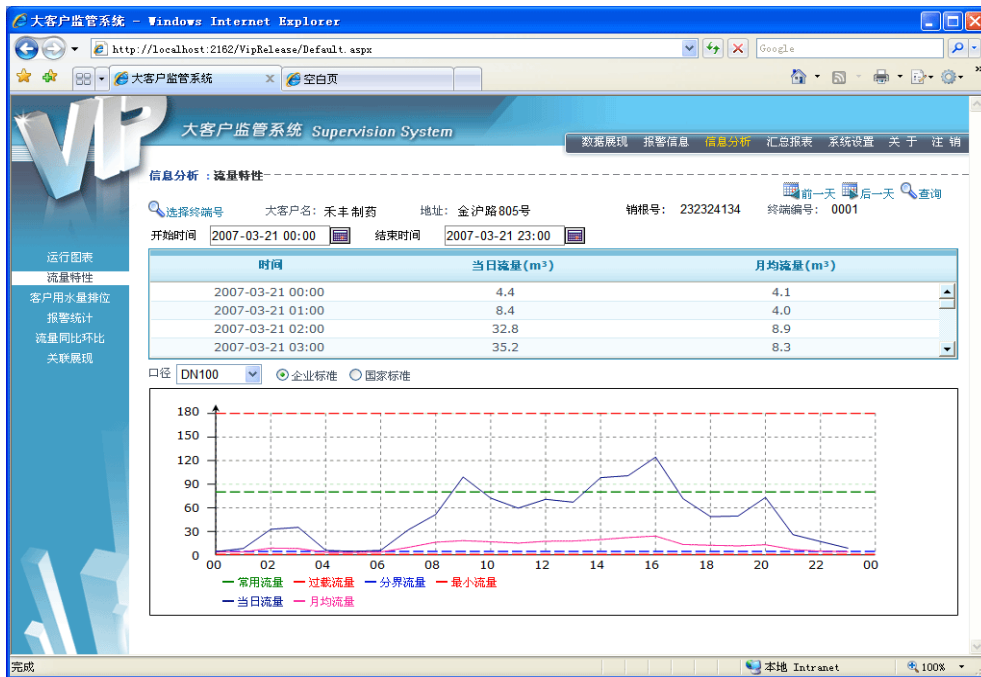 大客户监管系统 - Windows Internet Explorer
http://localhost:2162/VipRelease/Default.aspx
Google
大客户监管系统
空白页
VIP
大客户监管系统 Supervision System
数据展现 报警信息 信息分析 汇总报表 系统设置 关于 注销
信息分析 : 流量特性
前一天 后一天 查询
选择终端号 大客户名: 禾丰制药 地址: 金沪路805号 销根号: 232324134 终端编号: 0001
开始时间 2007-03-21 00:00 结束时间 2007-03-21 23:00
运行图表
流量特性
客户用水量排位
报警统计
流量同比环比
关联展现
时间 当日流量(m³) 月均流量(m³)
2007-03-21 00:00 4.4 4.1
2007-03-21 01:00 8.4 4.0
2007-03-21 02:00 32.8 8.9
2007-03-21 03:00 35.2 8.3
口径 DN100 企业标准 国家标准
180
150
120
90
60
30
0
00 02 04 06 08 10 12 14 16 18 20 22 00
常用流量 过载流量 分界流量 最小流量
当日流量 月均流量
VIP
完成 本地 Intranet 100%